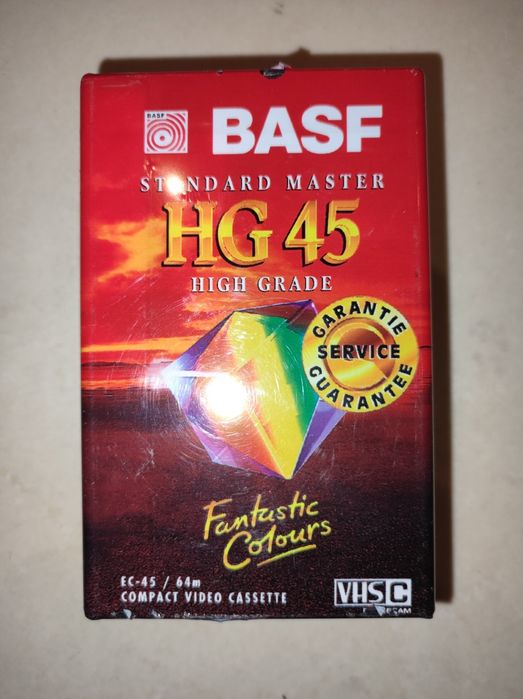 BASF
BASF
STANDARD MASTER
HG 45
HIGH GRADE
GARANTIE
SERVICE
GUARANTEE
Fantastic
Colours
EC-45 / 64m
COMPACT VIDEO CASSETTE
VHS C